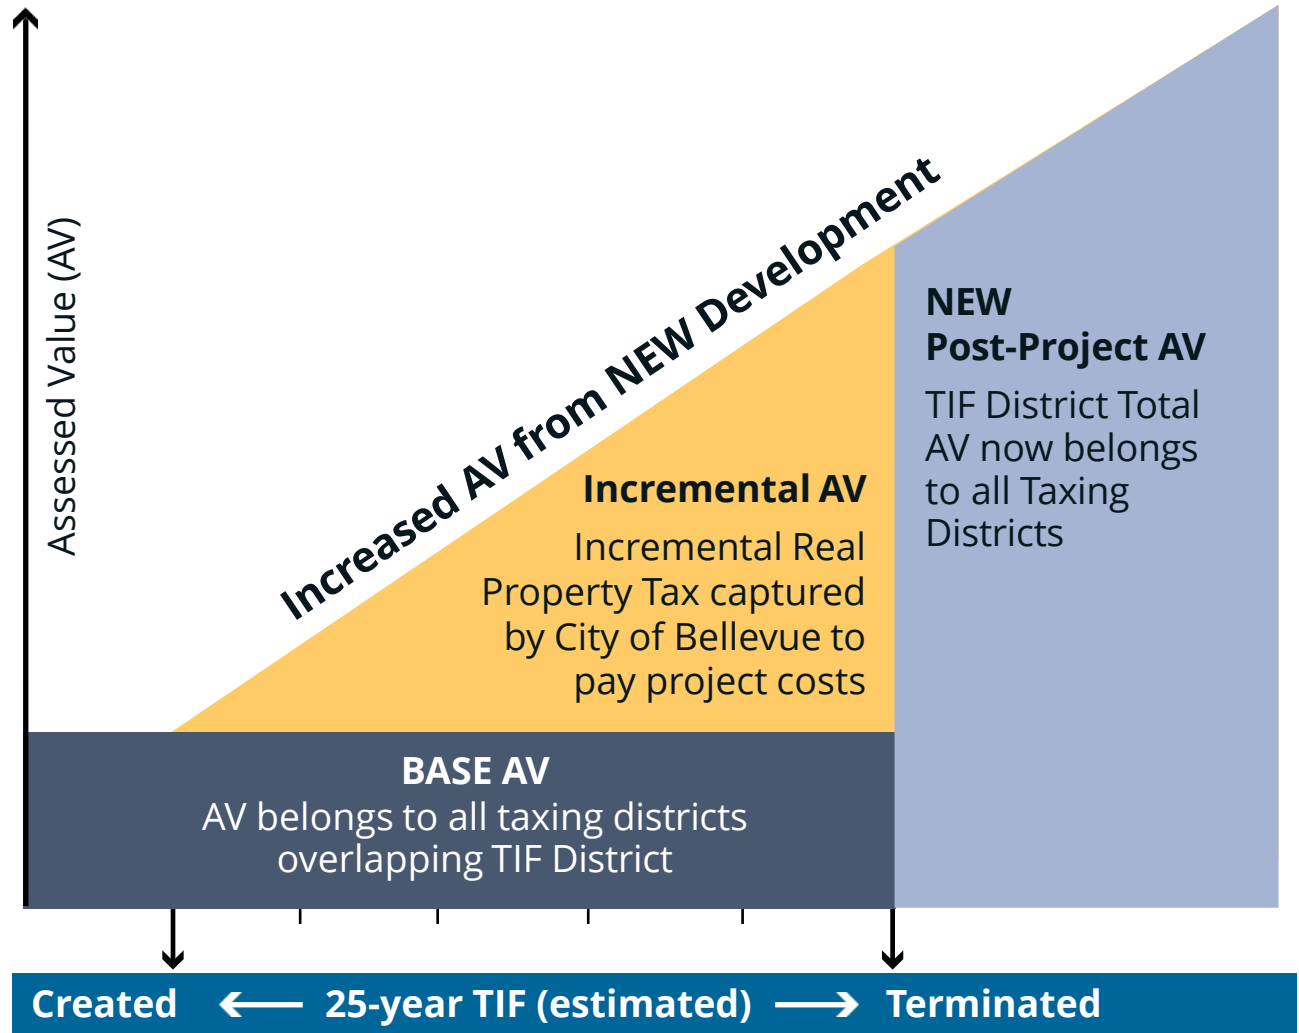 Assessed Value (AV)
Increased AV from NEW Development
Incremental AV
Incremental Real
Property Tax captured
by City of Bellevue to
pay project costs
NEW
Post-Project AV
TIF District Total
AV now belongs
to all Taxing
Districts
BASE AV
AV belongs to all taxing districts
overlapping TIF District
Created 25-year TIF (estimated) Terminated